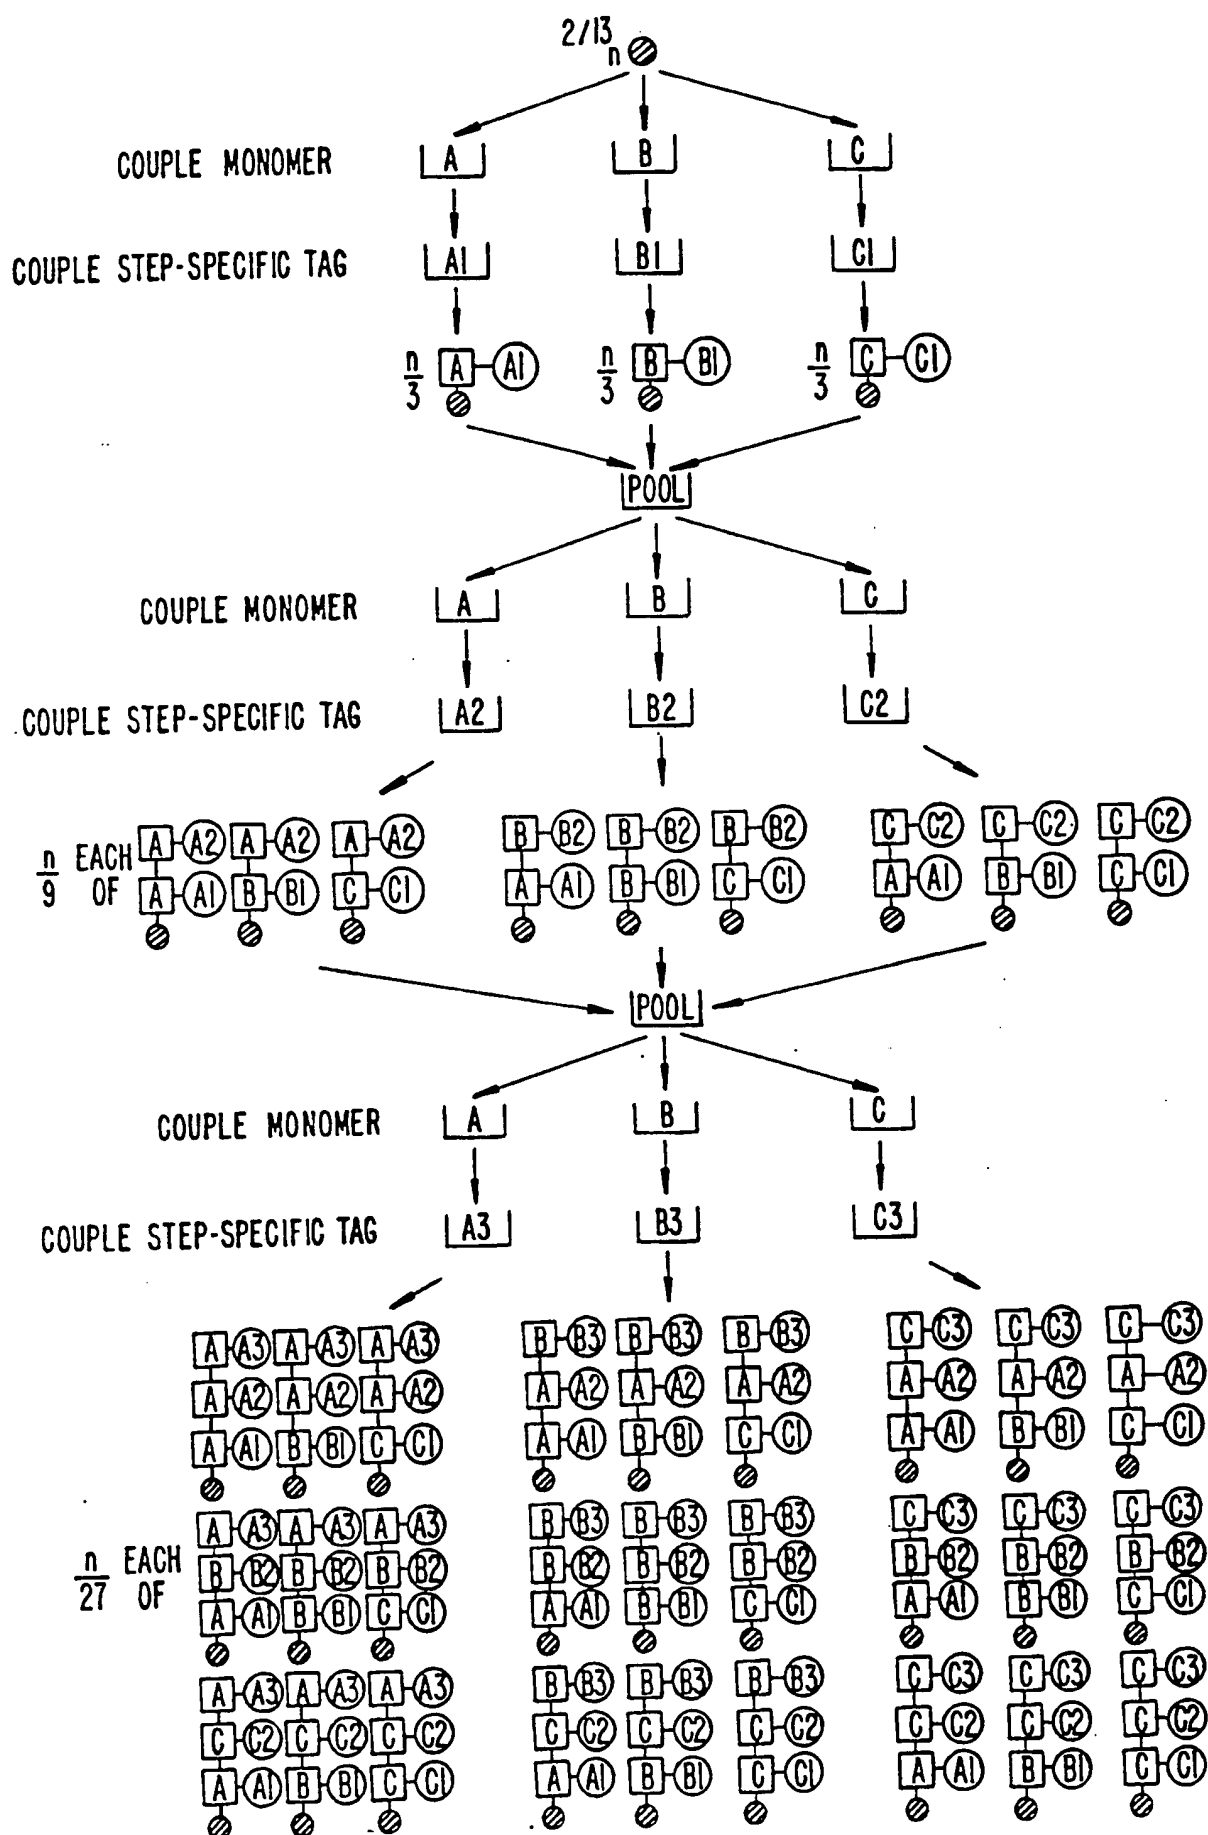 2/13
n
COUPLE MONOMER A B C
COUPLE STEP-SPECIFIC TAG A1 B1 C1
n/3 A A1 n/3 B B1 n/3 C C1
POOL
COUPLE MONOMER A B C
COUPLE STEP-SPECIFIC TAG A2 B2 C2
n/9 EACH OF
A A2 A A2 A A2 B B2 B B2 B B2 C C2 C C2 C C2
A A1 B B1 C C1 A A1 B B1 C C1 A A1 B B1 C C1
POOL
COUPLE MONOMER A B C
COUPLE STEP-SPECIFIC TAG A3 B3 C3
A A3 A A3 A A3 B B3 B B3 B B3 C C3 C C3 C C3
A A2 A A2 A A2 A A2 A A2 A A2 A A2 A A2 A A2
A A1 B B1 C C1 A A1 B B1 C C1 A A1 B B1 C C1
n/27 EACH OF
A A3 A A3 A A3 B B3 B B3 B B3 C C3 C C3 C C3
B B2 B B2 B B2 B B2 B B2 B B2 B B2 B B2 B B2
A A1 B B1 C C1 A A1 B B1 C C1 A A1 B B1 C C1
A A3 A A3 A A3 B B3 B B3 B B3 C C3 C C3 C C3
C C2 C C2 C C2 C C2 C C2 C C2 C C2 C C2 C C2
A A1 B B1 C C1 A A1 B B1 C C1 A A1 B B1 C C1